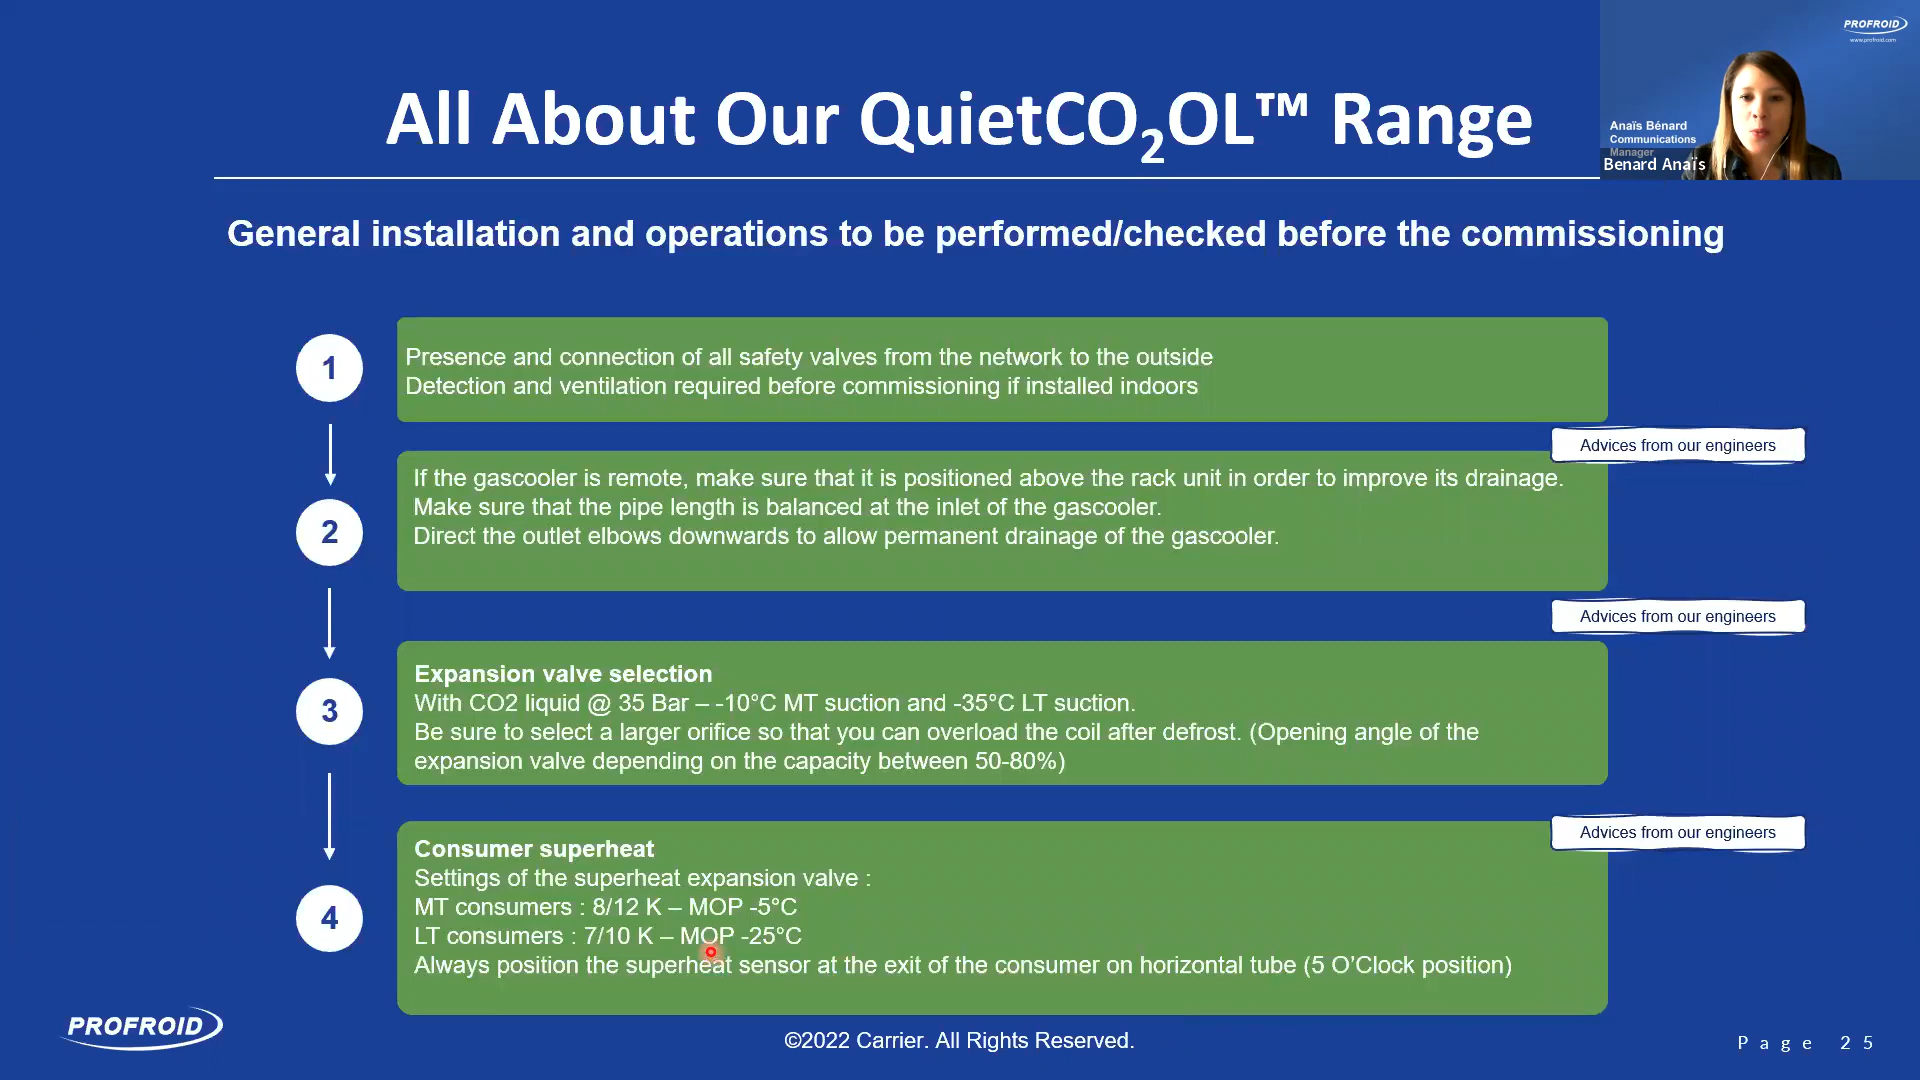 PROFROID
www.profroid.com
All About Our QuietCO₂OL™ Range
Anaïs Bénard
Communications
Manager
Benard Anaïs
General installation and operations to be performed/checked before the commissioning
1
Presence and connection of all safety valves from the network to the outside
Detection and ventilation required before commissioning if installed indoors
Advices from our engineers
2
If the gascooler is remote, make sure that it is positioned above the rack unit in order to improve its drainage.
Make sure that the pipe length is balanced at the inlet of the gascooler.
Direct the outlet elbows downwards to allow permanent drainage of the gascooler.
Advices from our engineers
3
Expansion valve selection
With CO2 liquid @ 35 Bar – -10°C MT suction and -35°C LT suction.
Be sure to select a larger orifice so that you can overload the coil after defrost. (Opening angle of the
expansion valve depending on the capacity between 50-80%)
Advices from our engineers
4
Consumer superheat
Settings of the superheat expansion valve :
MT consumers : 8/12 K – MOP -5°C
LT consumers : 7/10 K – MOP -25°C
Always position the superheat sensor at the exit of the consumer on horizontal tube (5 O’Clock position)
PROFROID
©2022 Carrier. All Rights Reserved.
Page 25